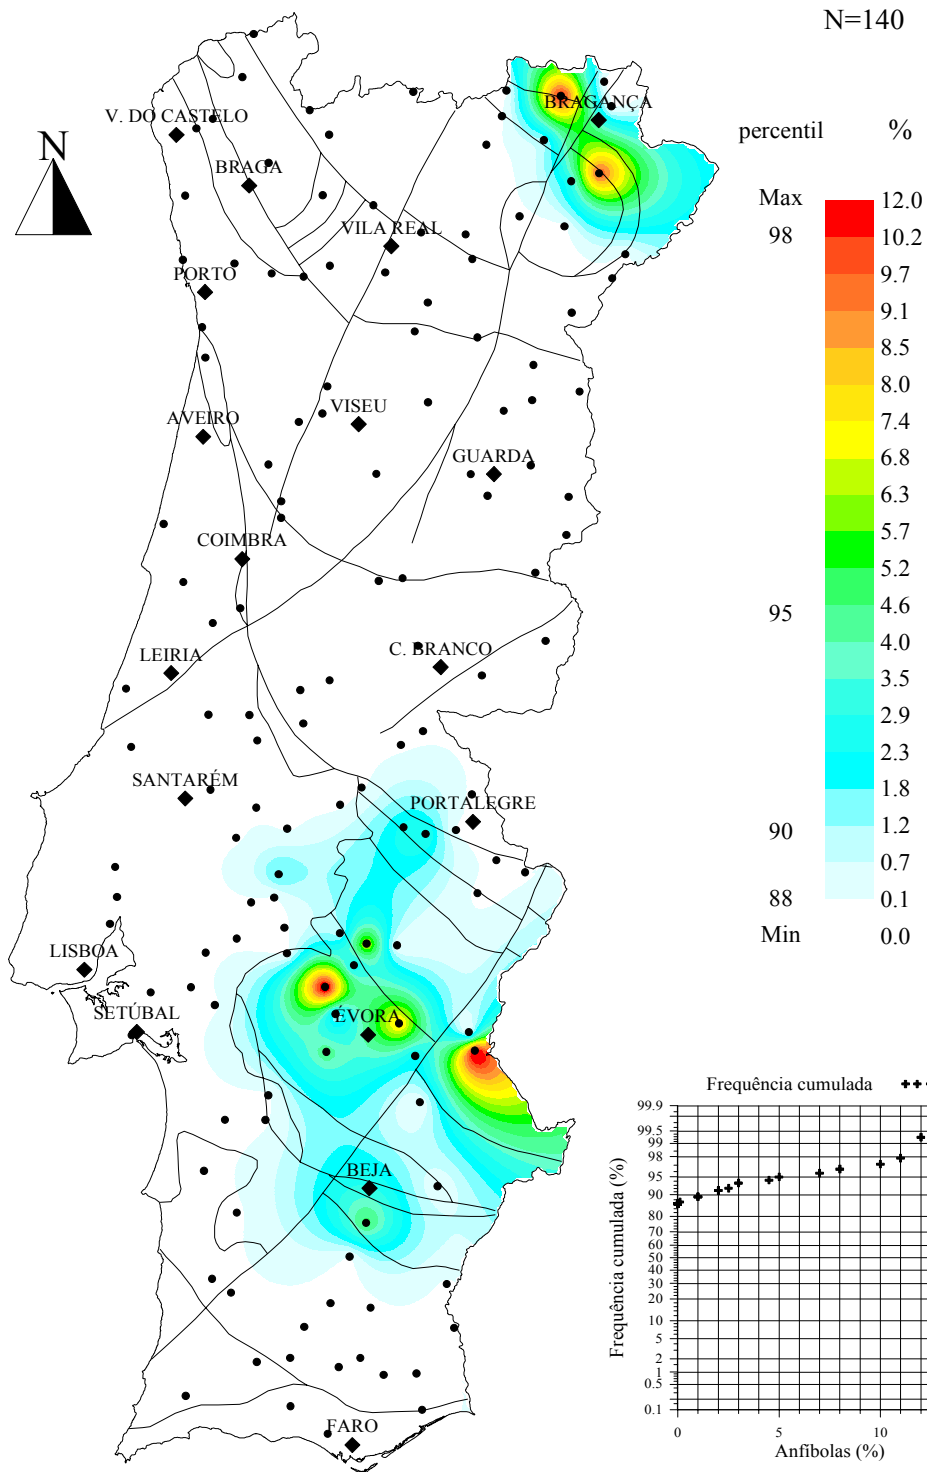 N=140
N
V. DO CASTELO
BRAGANÇA
BRAGA
VILA REAL
PORTO
AVEIRO
VISEU
GUARDA
COIMBRA
LEIRIA
C. BRANCO
SANTARÉM
PORTALEGRE
LISBOA
SETÚBAL
ÉVORA
BEJA
FARO
percentil %
Max 12.0
98 10.2
9.7
9.1
8.5
8.0
7.4
6.8
6.3
5.7
5.2
95 4.6
4.0
3.5
2.9
2.3
1.8
90 1.2
0.7
88 0.1
Min 0.0
Frequência cumulada
Frequência cumulada (%)
99.9
99.5
99
98
95
90
80
70
60
50
40
30
20
10
5
2
1
0.5
0.1
0 5 10
Anfíbolas (%)